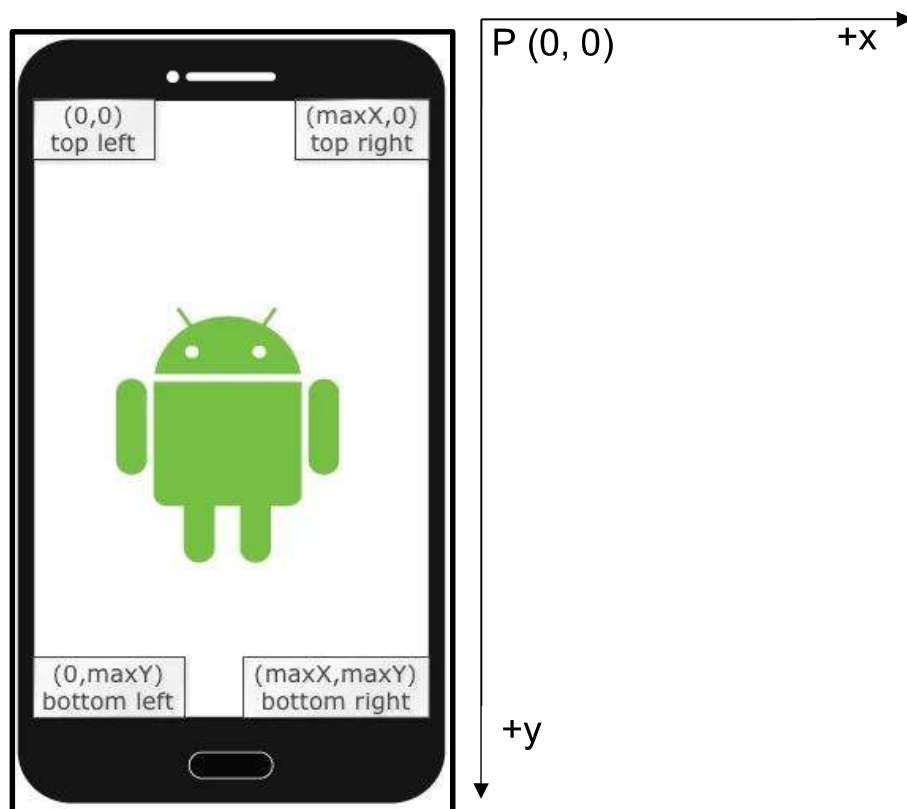 (0,0)
top left
(maxX,0)
top right
P (0, 0)
+x
(0,maxY)
bottom left
(maxX,maxY)
bottom right
+y